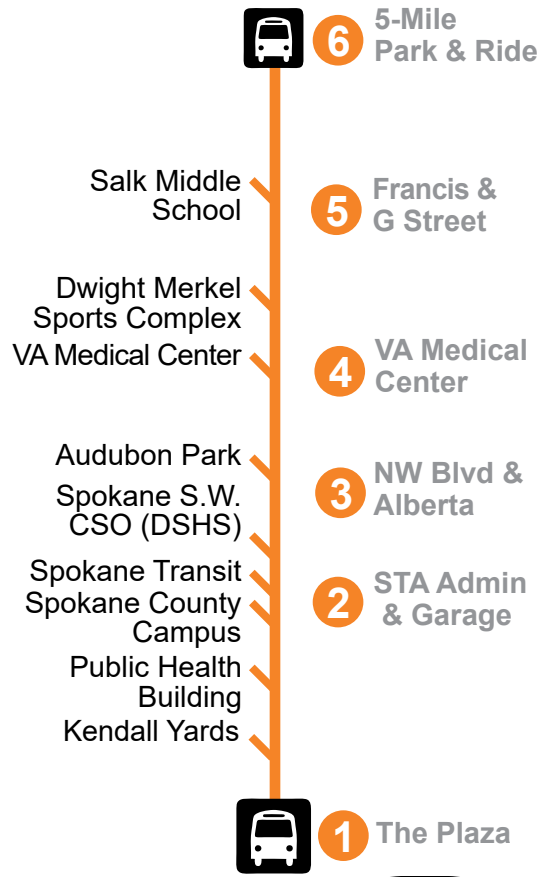 6
5-Mile
Park & Ride
Salk Middle
School
5
Francis &
G Street
Dwight Merkel
Sports Complex
VA Medical Center
4
VA Medical
Center
Audubon Park
3
NW Blvd &
Alberta
Spokane S.W.
CSO (DSHS)
Spokane Transit
Spokane County
Campus
2
STA Admin
& Garage
Public Health
Building
Kendall Yards
1
The Plaza